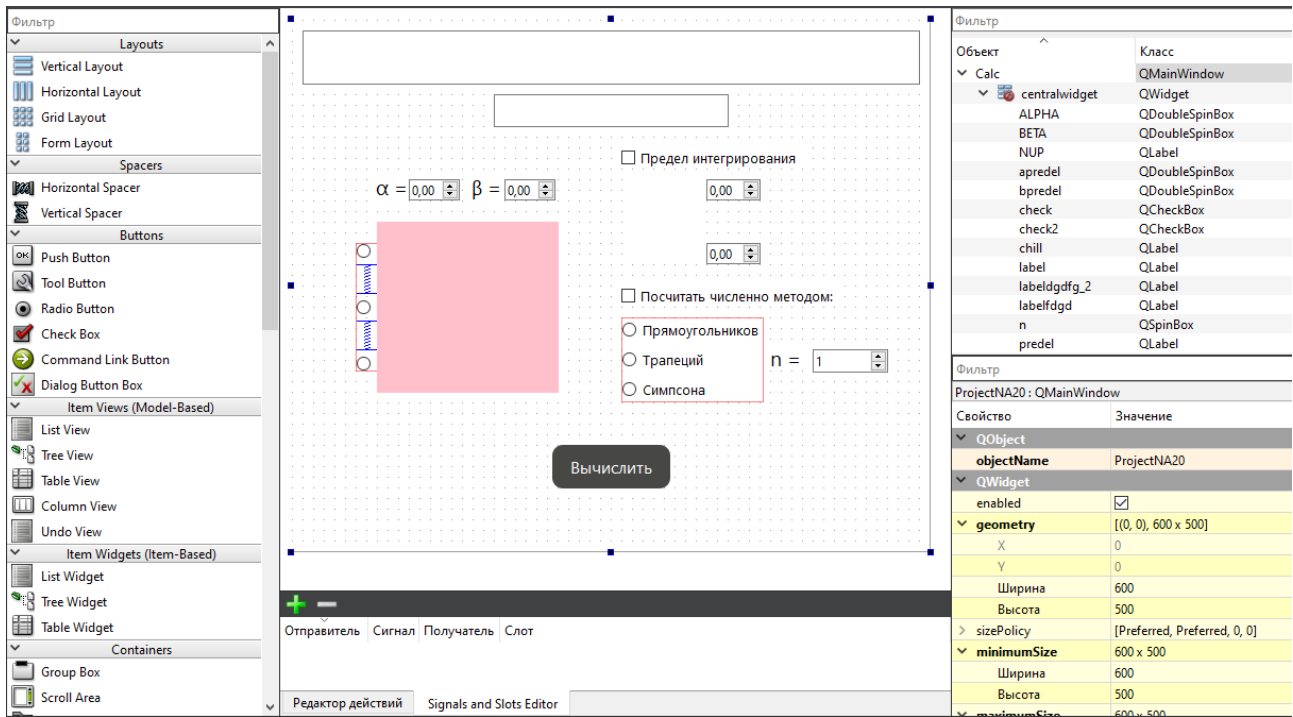 Фильтр
Layouts
Vertical Layout
Horizontal Layout
Grid Layout
Form Layout
Spacers
Horizontal Spacer
Vertical Spacer
Buttons
OK Push Button
Tool Button
Radio Button
Check Box
Command Link Button
Dialog Button Box
Item Views (Model-Based)
List View
Tree View
Table View
Column View
Undo View
Item Widgets (Item-Based)
List Widget
Tree Widget
Table Widget
Containers
Group Box
Scroll Area
Предел интегрирования
α = 0,00 β = 0,00 0,00
0,00
Посчитать численно методом:
Прямоугольников
Трапеций n = 1
Симпсона
Вычислить
Отправитель Сигнал Получатель Слот
Редактор действий Signals and Slots Editor
Фильтр
Объект Класс
Calc QMainWindow
centralwidget QWidget
ALPHA QDoubleSpinBox
BETA QDoubleSpinBox
NUP QLabel
apredel QDoubleSpinBox
bpredel QDoubleSpinBox
check QCheckBox
check2 QCheckBox
chill QLabel
label QLabel
labeldgdfg_2 QLabel
labelfdgd QLabel
n QSpinBox
predel QLabel
Фильтр
ProjectNA20 : QMainWindow
Свойство Значение
QObject
objectName ProjectNA20
QWidget
enabled
geometry [(0, 0), 600 x 500]
X 0
Y 0
Ширина 600
Высота 500
sizePolicy [Preferred, Preferred, 0, 0]
minimumSize 600 x 500
Ширина 600
Высота 500
maximumSize 600 x 500